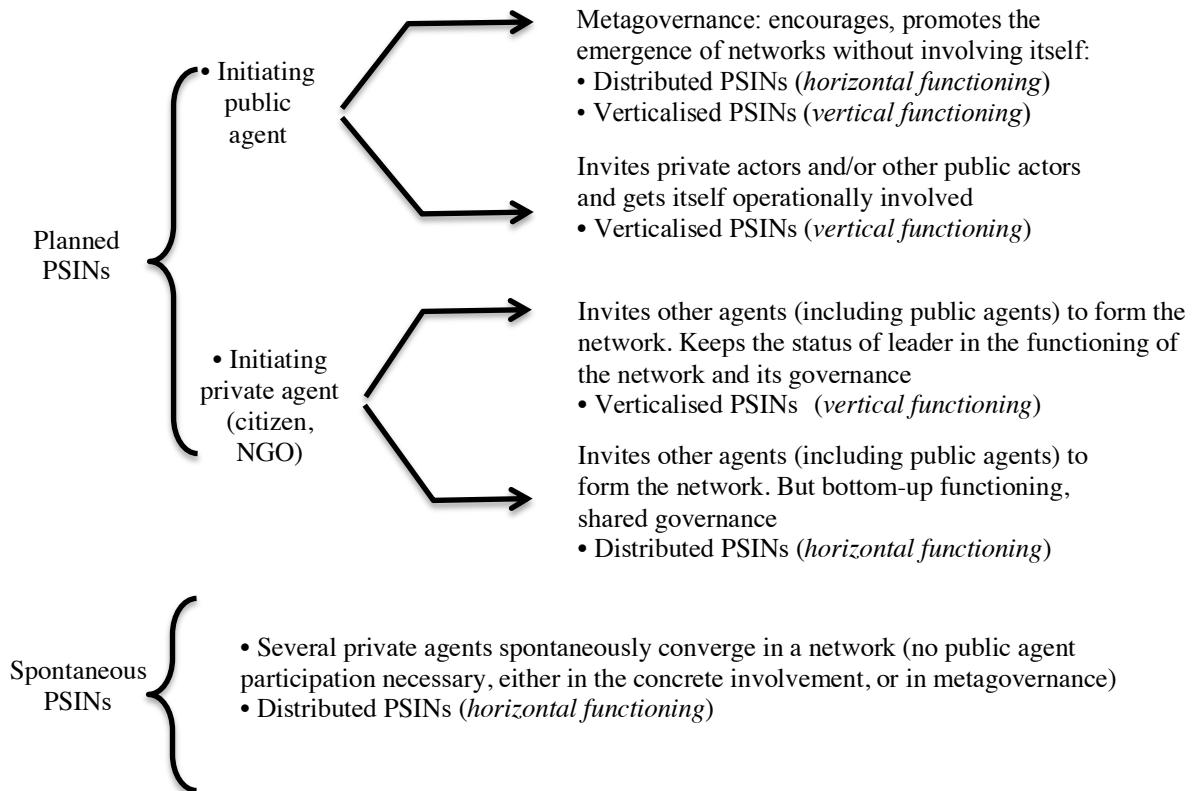 Planned
PSINs
• Initiating
public
agent
Metagovernance: encourages, promotes the
emergence of networks without involving itself:
• Distributed PSINs (horizontal functioning)
• Verticalised PSINs (vertical functioning)
Invites private actors and/or other public actors
and gets itself operationally involved
• Verticalised PSINs (vertical functioning)
• Initiating
private agent
(citizen,
NGO)
Invites other agents (including public agents) to form the
network. Keeps the status of leader in the functioning of
the network and its governance
• Verticalised PSINs (vertical functioning)
Invites other agents (including public agents) to
form the network. But bottom-up functioning,
shared governance
• Distributed PSINs (horizontal functioning)
Spontaneous
PSINs
• Several private agents spontaneously converge in a network (no public agent
participation necessary, either in the concrete involvement, or in metagovernance)
• Distributed PSINs (horizontal functioning)